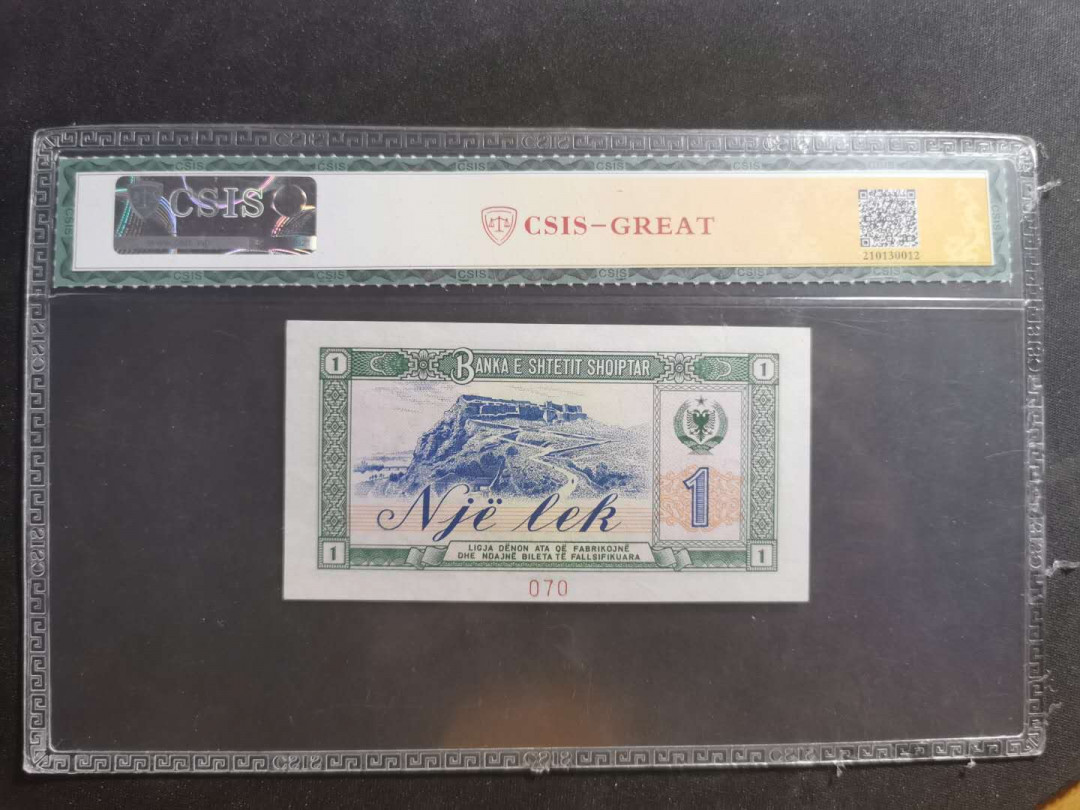 CSIS
CSIS-GREAT
210130012
1 BANKA E SHTETIT SHQIPTAR 1
Një lek
1
LIGJA DËNON ATA QË FABRIKOJNË
DHE NDAJNË BILETA TË FALLSIFIKUARA
1 1
070